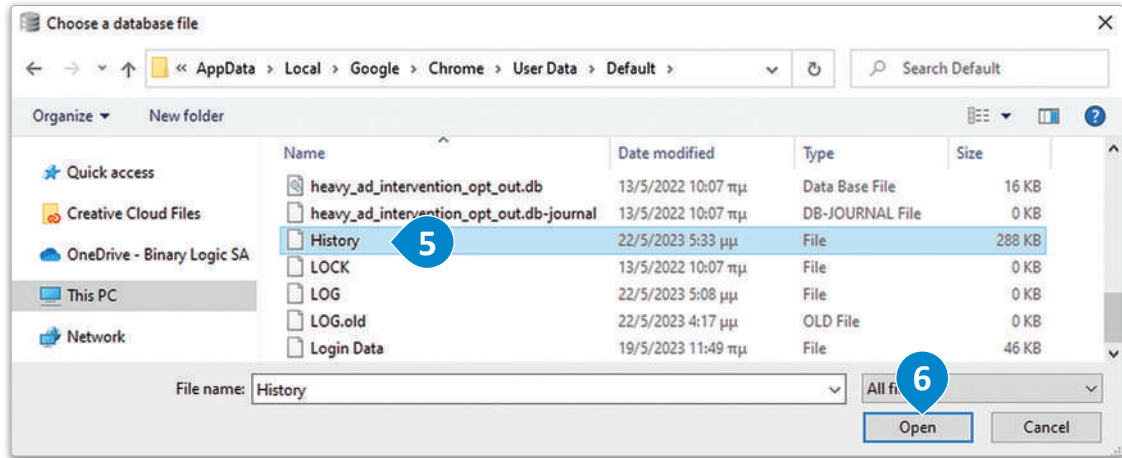 Choose a database file
« AppData > Local > Google > Chrome > User Data > Default >
Search Default
Organize
New folder
Quick access
Creative Cloud Files
OneDrive - Binary Logic SA
This PC
Network
Name Date modified Type Size
heavy_ad_intervention_opt_out.db 13/5/2022 10:07 πμ Data Base File 16 KB
heavy_ad_intervention_opt_out.db-journal 13/5/2022 10:07 πμ DB-JOURNAL File 0 KB
History 5 22/5/2023 5:33 μμ File 288 KB
LOCK 13/5/2022 10:07 πμ File 0 KB
LOG 22/5/2023 5:08 μμ File 0 KB
LOG.old 22/5/2023 4:17 μμ OLD File 0 KB
Login Data 19/5/2023 11:49 πμ File 46 KB
File name: History
All 6
Open
Cancel